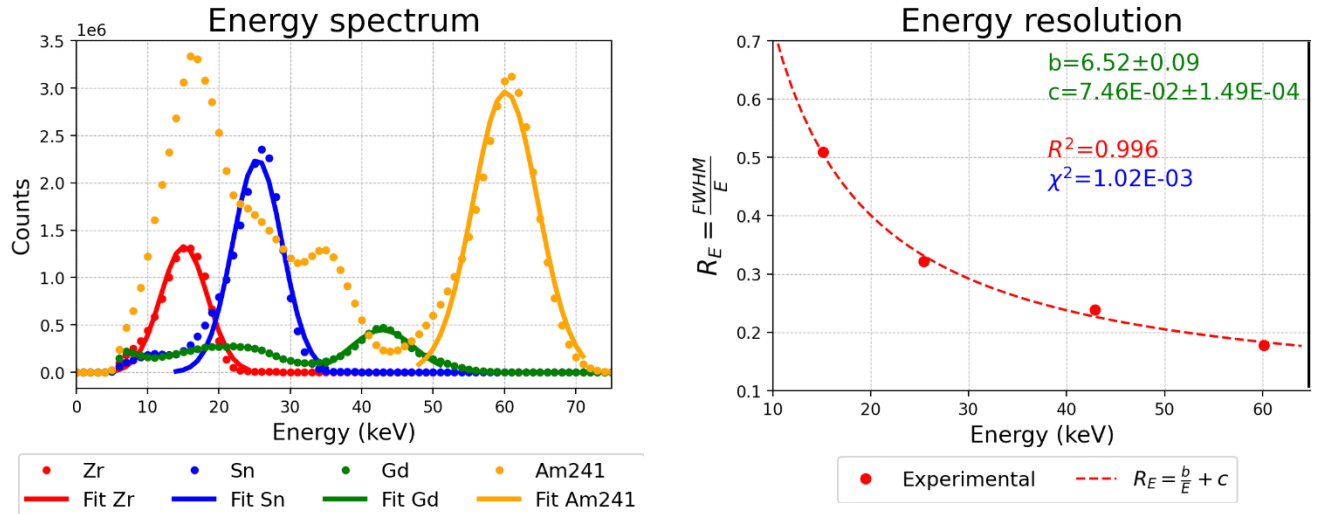 Energy spectrum
1e6
3.5
3.0
2.5
2.0
1.5
1.0
0.5
0.0
Counts
0 10 20 30 40 50 60 70
Energy (keV)
Zr Sn Gd Am241
Fit Zr Fit Sn Fit Gd Fit Am241
Energy resolution
0.7
0.6
0.5
0.4
0.3
0.2
0.1
R_E = FWHM/E
b=6.52±0.09
c=7.46E-02±1.49E-04
R²=0.996
χ²=1.02E-03
10 20 30 40 50 60
Energy (keV)
Experimental R_E = b/E + c